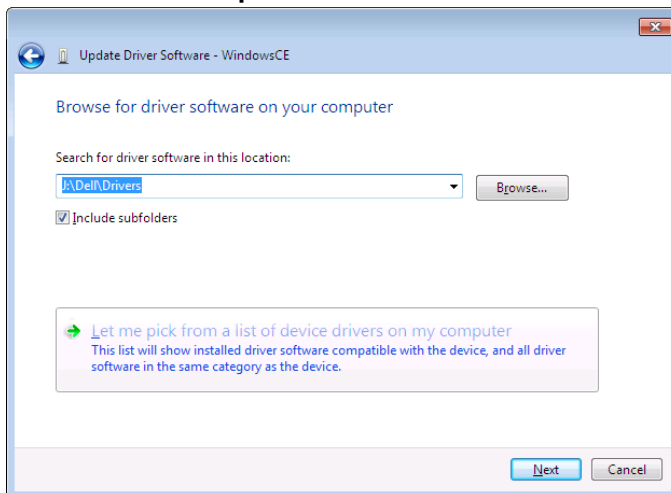 Update Driver Software - WindowsCE
Browse for driver software on your computer
Search for driver software in this location:
J:\Dell\Drivers
Browse...
Include subfolders
Let me pick from a list of device drivers on my computer
This list will show installed driver software compatible with the device, and all driver
software in the same category as the device.
Next
Cancel